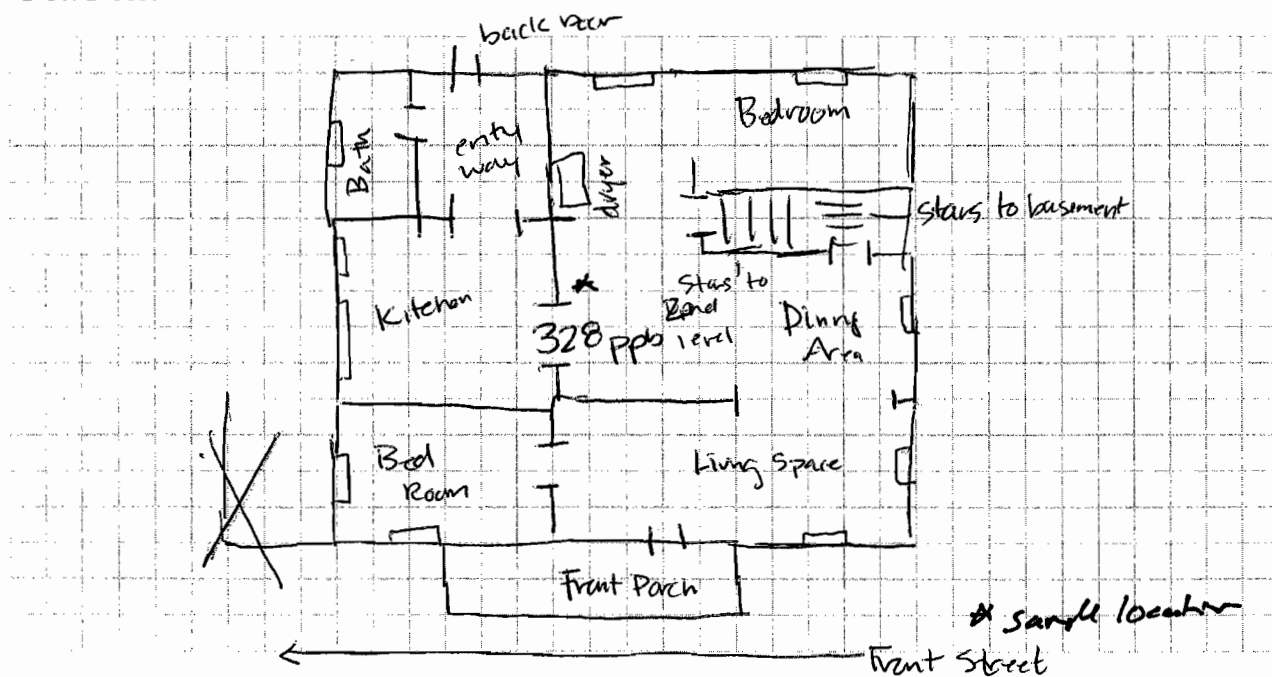 back door
Bedroom
Bath
entry
way
dryer
stairs to basement
Kitchen
*
stairs to
2nd
level
328 ppb
Dining
Area
Bed
Room
Living Space
Front Porch
* sample location
Front Street